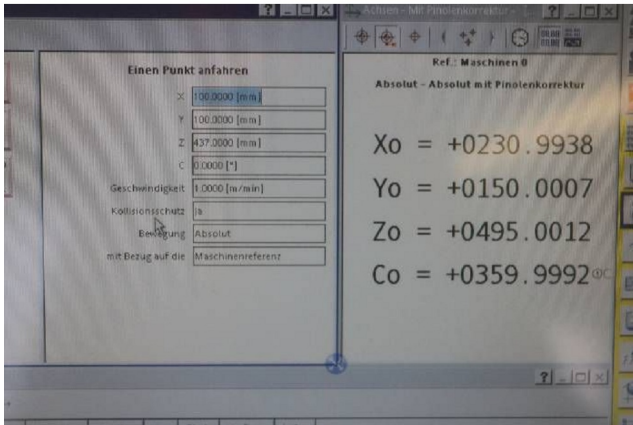 Achsen - Mit Pinolenkorrektur -
Einen Punkt anfahren
X 100.0000 [mm]
Y 100.0000 [mm]
Z 437.0000 [mm]
C 0.0000 [°]
Geschwindigkeit 1.0000 [m/min]
Kollisionsschutz Ja
Bewegung Absolut
mit Bezug auf die Maschinenreferenz
Ref.: Maschinen 0
Absolut - Absolut mit Pinolenkorrektur
Xo = +0230.9938
Yo = +0150.0007
Zo = +0495.0012
Co = +0359.9992